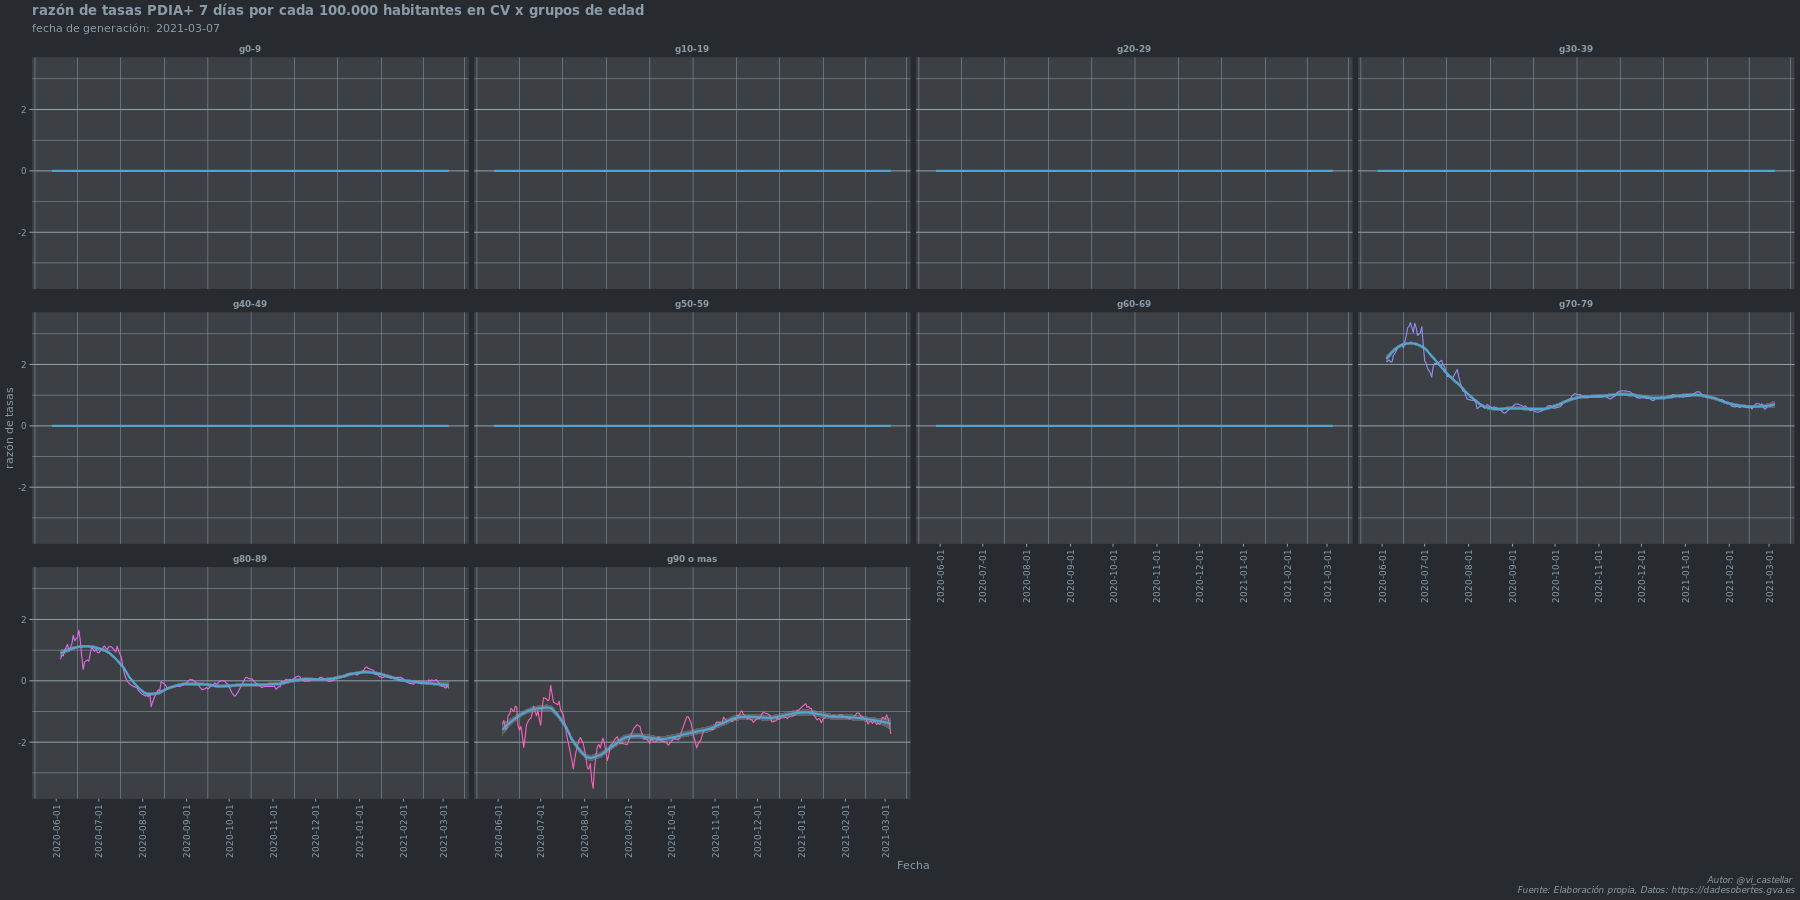 razón de tasas PDIA+ 7 días por cada 100.000 habitantes en CV x grupos de edad
fecha de generación:  2021-03-07
g0-9 g10-19 g20-29 g30-39
2
0
-2
g40-49 g50-59 g60-69 g70-79
2
0
-2
razón de tasas
2020-06-01 2020-07-01 2020-08-01 2020-09-01 2020-10-01 2020-11-01 2020-12-01 2021-01-01 2021-02-01 2021-03-01 2020-06-01 2020-07-01 2020-08-01 2020-09-01 2020-10-01 2020-11-01 2020-12-01 2021-01-01 2021-02-01 2021-03-01
g80-89 g90 o mas
2
0
-2
2020-06-01 2020-07-01 2020-08-01 2020-09-01 2020-10-01 2020-11-01 2020-12-01 2021-01-01 2021-02-01 2021-03-01 2020-06-01 2020-07-01 2020-08-01 2020-09-01 2020-10-01 2020-11-01 2020-12-01 2021-01-01 2021-02-01 2021-03-01
Fecha
Autor: @vi_castellar
Fuente: Elaboración propia, Datos: https://dadesobertes.gva.es